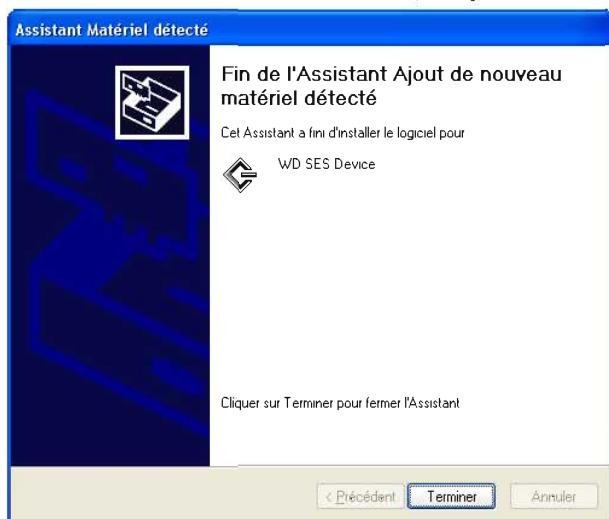 Assistant Matériel détecté
Fin de l'Assistant Ajout de nouveau
matériel détecté
Cet Assistant a fini d'installer le logiciel pour
WD SES Device
Cliquer sur Terminer pour fermer l'Assistant
< Précédent
Terminer
Annuler